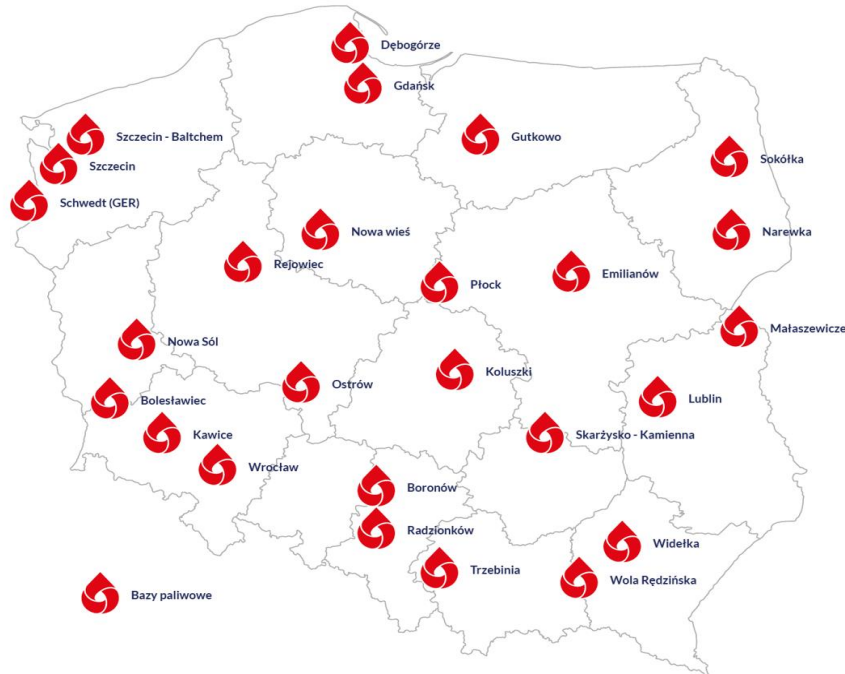 Dębogórze
Gdańsk
Szczecin - Baltchem
Gutkowo
Szczecin
Sokółka
Schwedt (GER)
Nowa wieś
Narewka
Rejowiec
Płock
Emilianów
Małaszewicze
Nowa Sól
Koluszki
Ostrów
Bolesławiec
Lublin
Kawice
Skarżysko - Kamienna
Wrocław
Boronów
Radzionków
Widełka
Trzebinia
Wola Rędzińska
Bazy paliwowe